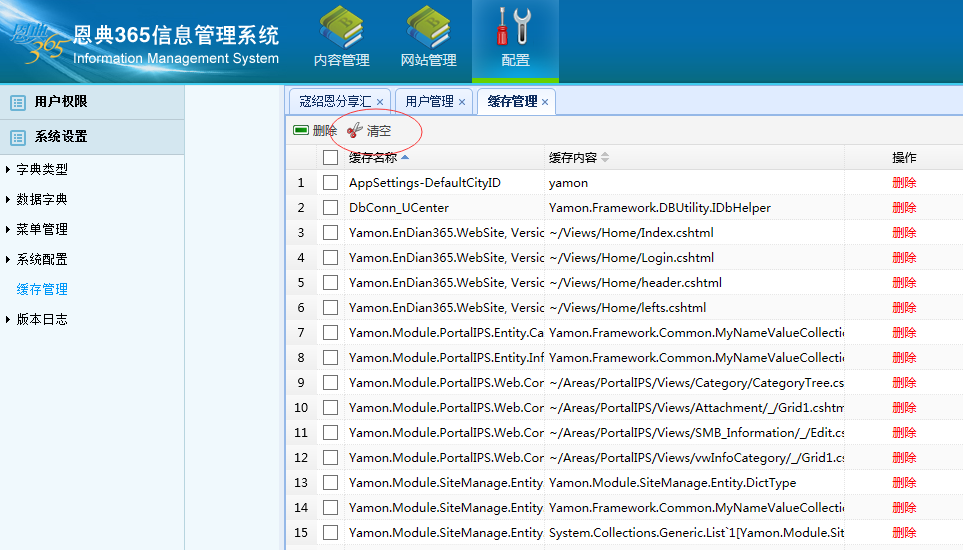 恩典365 恩典365信息管理系统
Information Management System
内容管理 网站管理 配置
用户权限
系统设置
字典类型
数据字典
菜单管理
系统配置
缓存管理
版本日志
寇绍恩分享汇 × 用户管理 × 缓存管理 ×
删除 清空
缓存名称 缓存内容 操作
1 AppSettings-DefaultCityID yamon 删除
2 DbConn_UCenter Yamon.Framework.DBUtility.IDbHelper 删除
3 Yamon.EnDian365.WebSite, Versic ~/Views/Home/Index.cshtml 删除
4 Yamon.EnDian365.WebSite, Versic ~/Views/Home/Login.cshtml 删除
5 Yamon.EnDian365.WebSite, Versic ~/Views/Home/header.cshtml 删除
6 Yamon.EnDian365.WebSite, Versic ~/Views/Home/lefts.cshtml 删除
7 Yamon.Module.PortalIPS.Entity.Ca Yamon.Framework.Common.MyNameValueCollectic 删除
8 Yamon.Module.PortalIPS.Entity.Inf Yamon.Framework.Common.MyNameValueCollectic 删除
9 Yamon.Module.PortalIPS.Web.Cor ~/Areas/PortalIPS/Views/Category/CategoryTree.cs 删除
10 Yamon.Module.PortalIPS.Web.Cor ~/Areas/PortalIPS/Views/Attachment/_/Grid1.cshtm 删除
11 Yamon.Module.PortalIPS.Web.Cor ~/Areas/PortalIPS/Views/SMB_Information/_/Edit.cs 删除
12 Yamon.Module.PortalIPS.Web.Cor ~/Areas/PortalIPS/Views/vwInfoCategory/_/Grid1.cs 删除
13 Yamon.Module.SiteManage.Entity. Yamon.Module.SiteManage.Entity.DictType 删除
14 Yamon.Module.SiteManage.Entity. Yamon.Framework.Common.MyNameValueCollectic 删除
15 Yamon.Module.SiteManage.Entity. System.Collections.Generic.List`1[Yamon.Module.Sit 删除